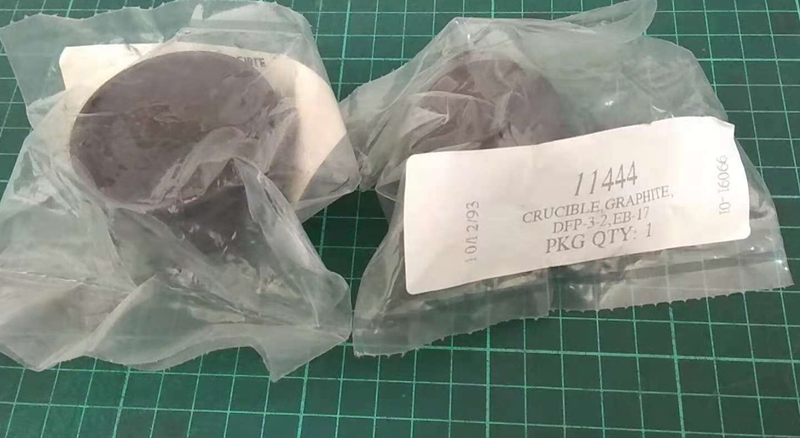 11444
CRUCIBLE,GRAPHITE,
DFP-3-2,EB-17
PKG QTY: 1
10/12/93
10-16066